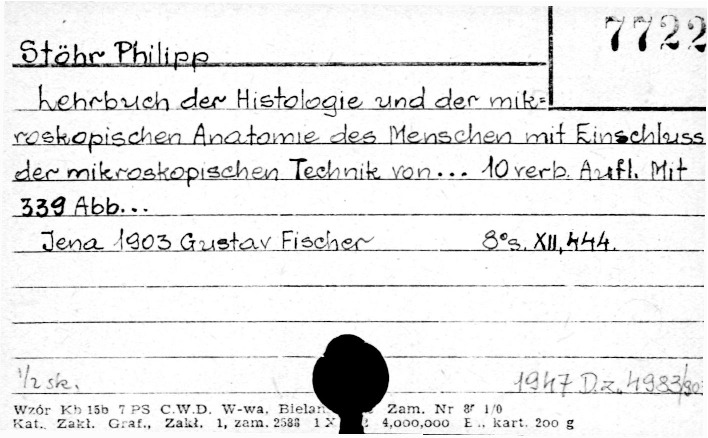 7722
Stöhr Philipp
Lehrbuch der Histologie und der mik=
roskopischen Anatomie des Menschen mit Einschluss
der mikroskopischen Technik von... 10 verb. Aufl. Mit
339 Abb...
Jena 1903 Gustav Fischer 8° s. XII, 444.
1/2 sk. 1947 D.z. 4983/90
Wzór Kb 15b 7 PS C.W.D. W-wa, Zam. Nr 1/0
Kat. Zakł. Graf., Zakł. 1, zam. 2588 4,000,000 kart. 200 g